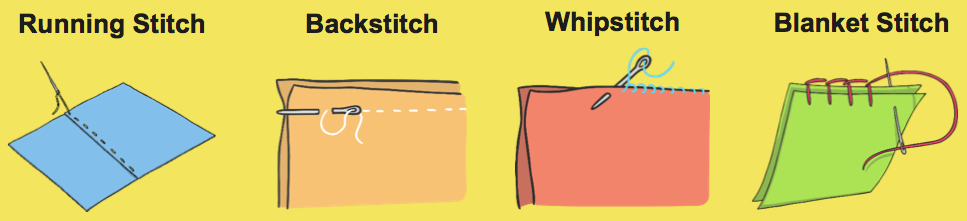 Running Stitch
Backstitch
Whipstitch
Blanket Stitch